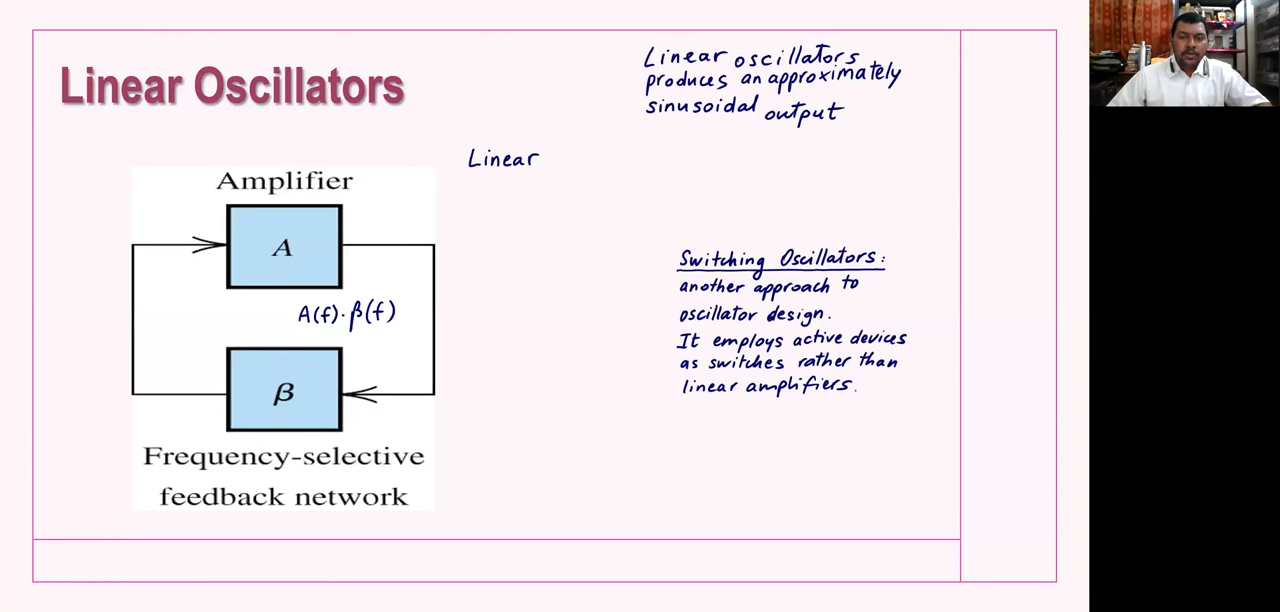 Linear Oscillators
Linear oscillators
produces an approximately
sinusoidal output
Linear
Amplifier
A
A(f)·β(f)
β
Frequency-selective
feedback network
Switching Oscillators:
another approach to
oscillator design.
It employs active devices
as switches rather than
linear amplifiers.